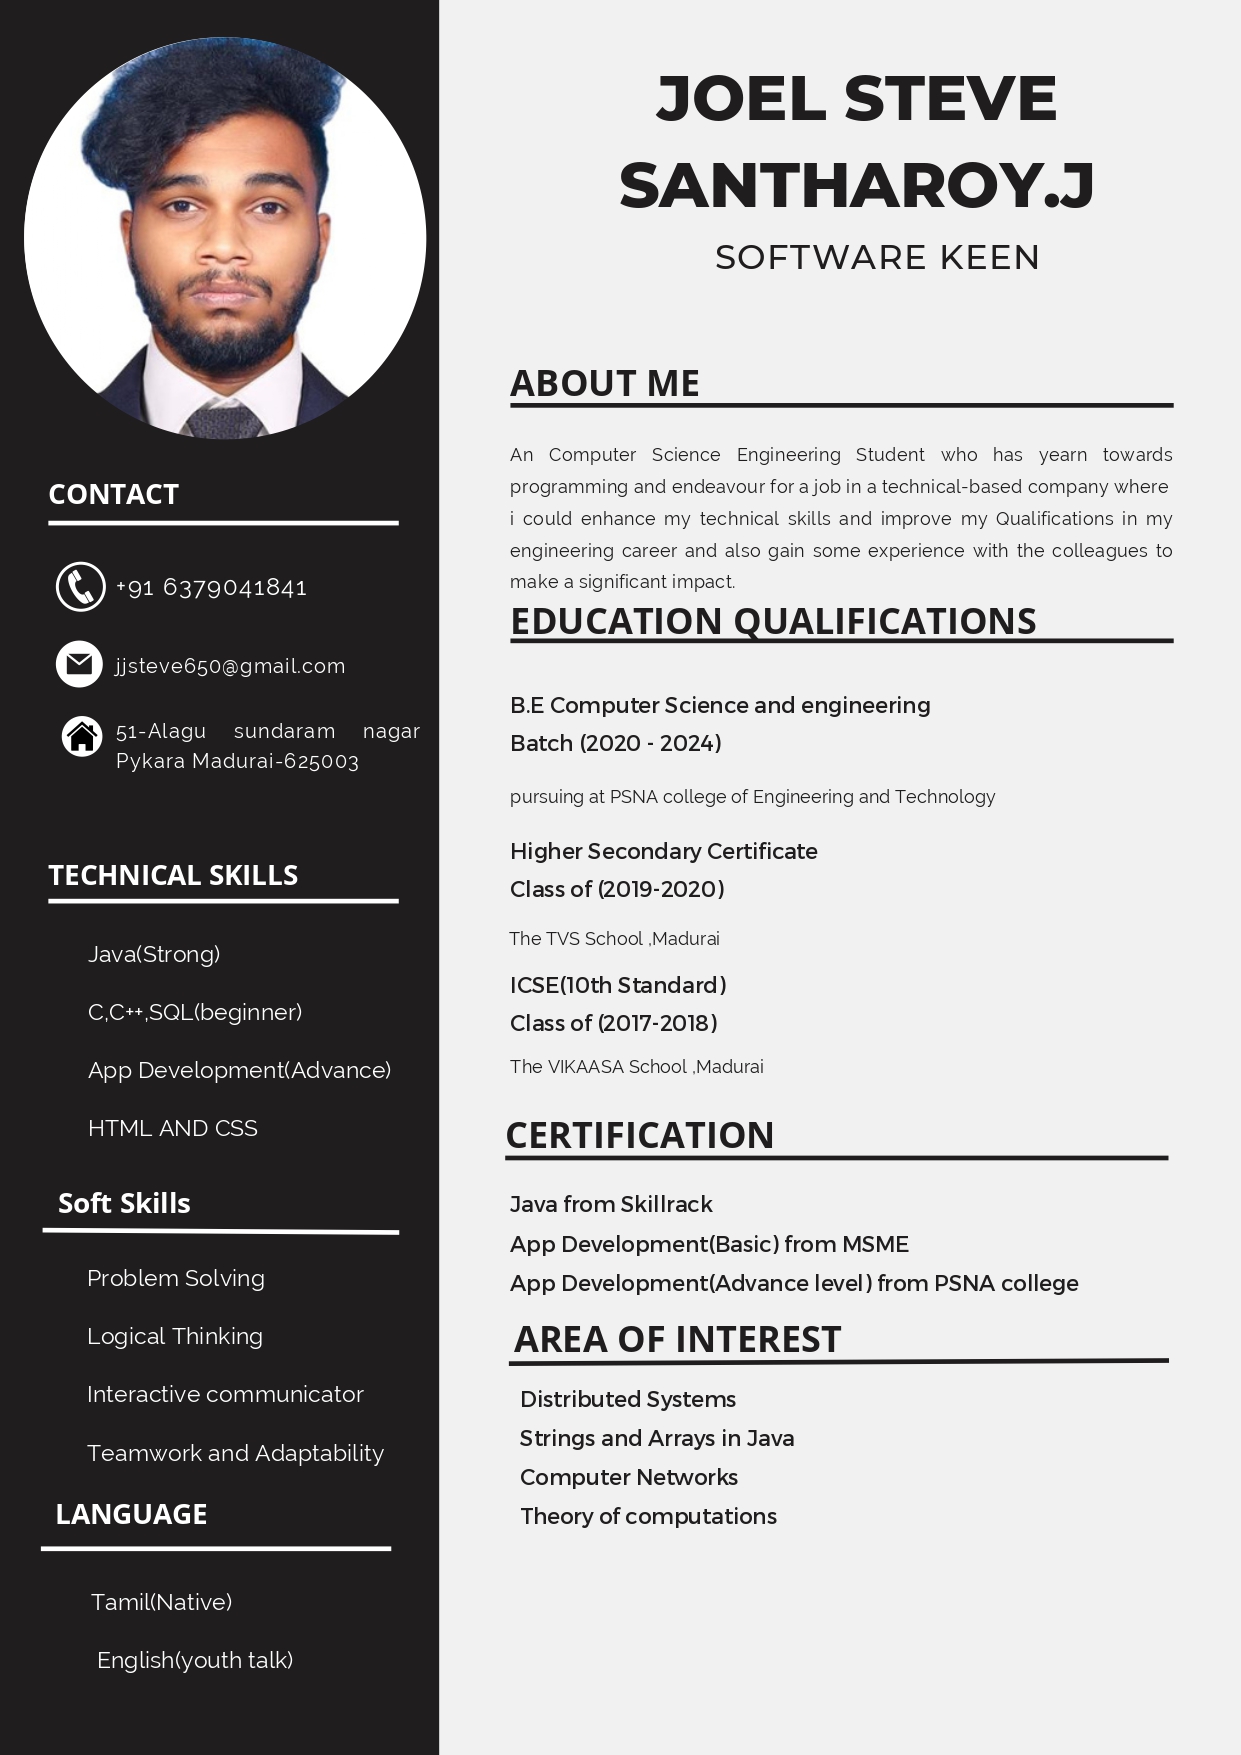 JOEL STEVE
SANTHAROY.J
SOFTWARE KEEN
CONTACT
+91 6379041841
jjsteve650@gmail.com
51-Alagu sundaram nagar
Pykara Madurai-625003
TECHNICAL SKILLS
Java(Strong)
C,C++,SQL(beginner)
App Development(Advance)
HTML AND CSS
Soft Skills
Problem Solving
Logical Thinking
Interactive communicator
Teamwork and Adaptability
LANGUAGE
Tamil(Native)
English(youth talk)
ABOUT ME
An Computer Science Engineering Student who has yearn towards
programming and endeavour for a job in a technical-based company where
i could enhance my technical skills and improve my Qualifications in my
engineering career and also gain some experience with the colleagues to
make a significant impact.
EDUCATION QUALIFICATIONS
B.E Computer Science and engineering
Batch (2020 - 2024)
pursuing at PSNA college of Engineering and Technology
Higher Secondary Certificate
Class of (2019-2020)
The TVS School ,Madurai
ICSE(10th Standard)
Class of (2017-2018)
The VIKAASA School ,Madurai
CERTIFICATION
Java from Skillrack
App Development(Basic) from MSME
App Development(Advance level) from PSNA college
AREA OF INTEREST
Distributed Systems
Strings and Arrays in Java
Computer Networks
Theory of computations